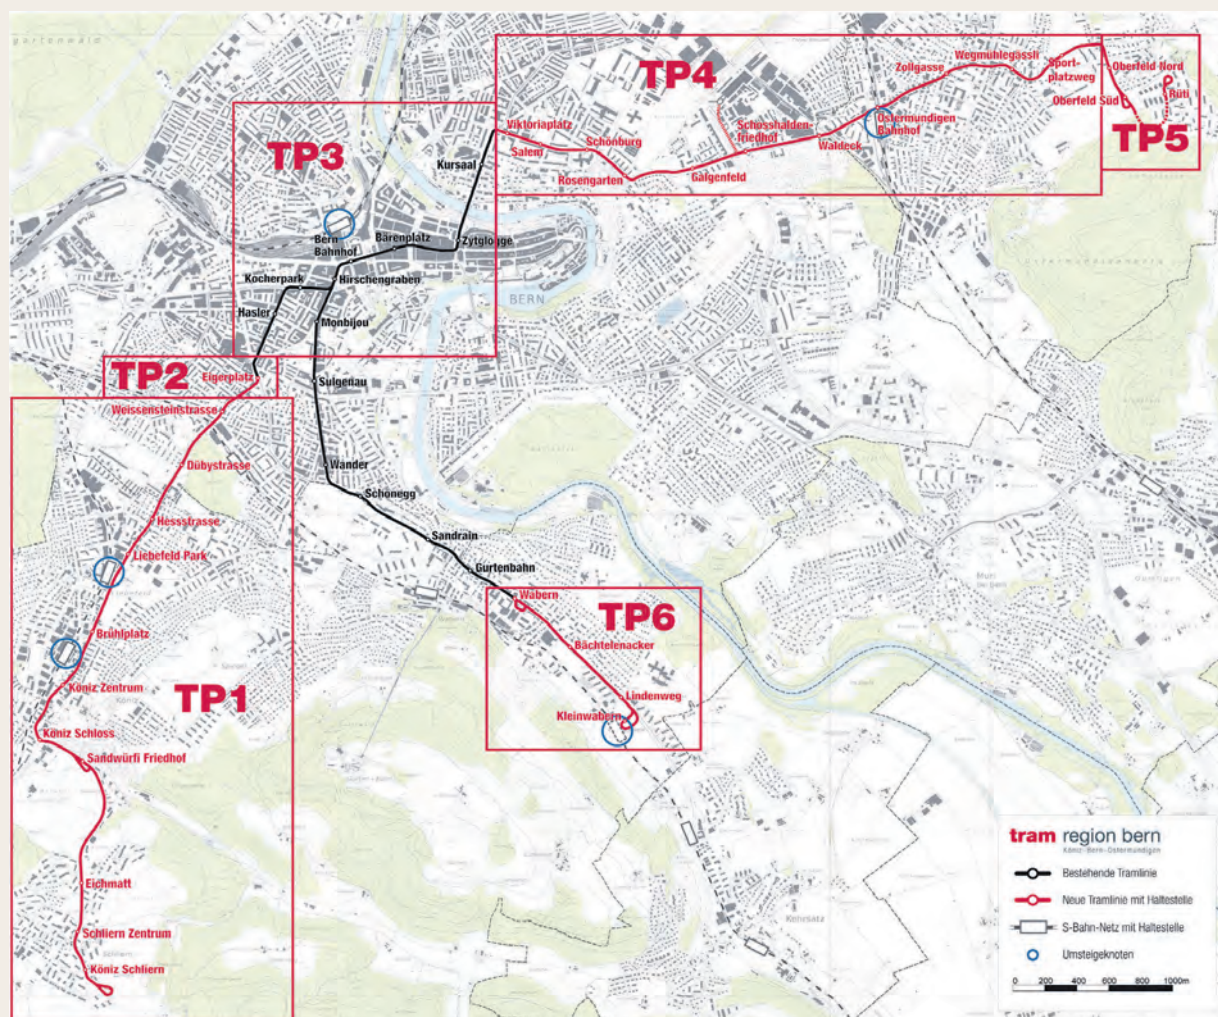 TP4
Wegmühlegässli
Zollgasse
Sport-
platzweg
Oberfeld Nord
Oberfeld Süd
Rüti
TP5
Viktoriaplatz
Salem
Schönburg
Rosengarten
Galgenfeld
Schosshalden-
friedhof
Waldeck
Ostermundigen
Bahnhof
TP3
Kursaal
Bern
Bahnhof
Bärenplatz
Zytglogge
Kocherpark
Hirschengraben
Hasler
Monbijou
BERN
TP2
Eigerplatz
Sulgenau
Weissensteinstrasse
Dübystrasse
Wander
Schönegg
Hessstrasse
Sandrain
Liebefeld Park
Gurtenbahn
Wabern
TP6
Brühlplatz
Bächtelenacker
Köniz Zentrum
TP1
Lindenweg
Kleinwabern
Köniz Schloss
Sandwürfi Friedhof
Eichmatt
Schliern Zentrum
Köniz Schliern
Kehrsatz
tram region bern
Köniz-Bern-Ostermundigen
Bestehende Tramlinie
Neue Tramlinie mit Haltestelle
S-Bahn-Netz mit Haltestelle
Umsteigeknoten
0 200 400 600 800 1000m